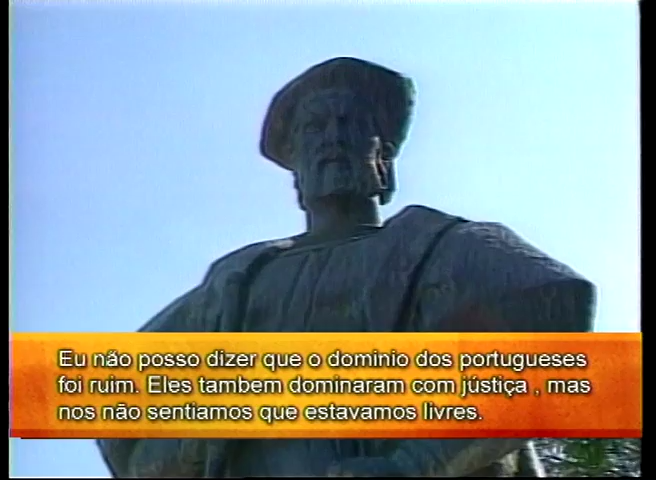 Eu não posso dizer que o dominio dos portugueses
foi ruim. Eles tambem dominaram com jústiça , mas
nos não sentiamos que estavamos livres.